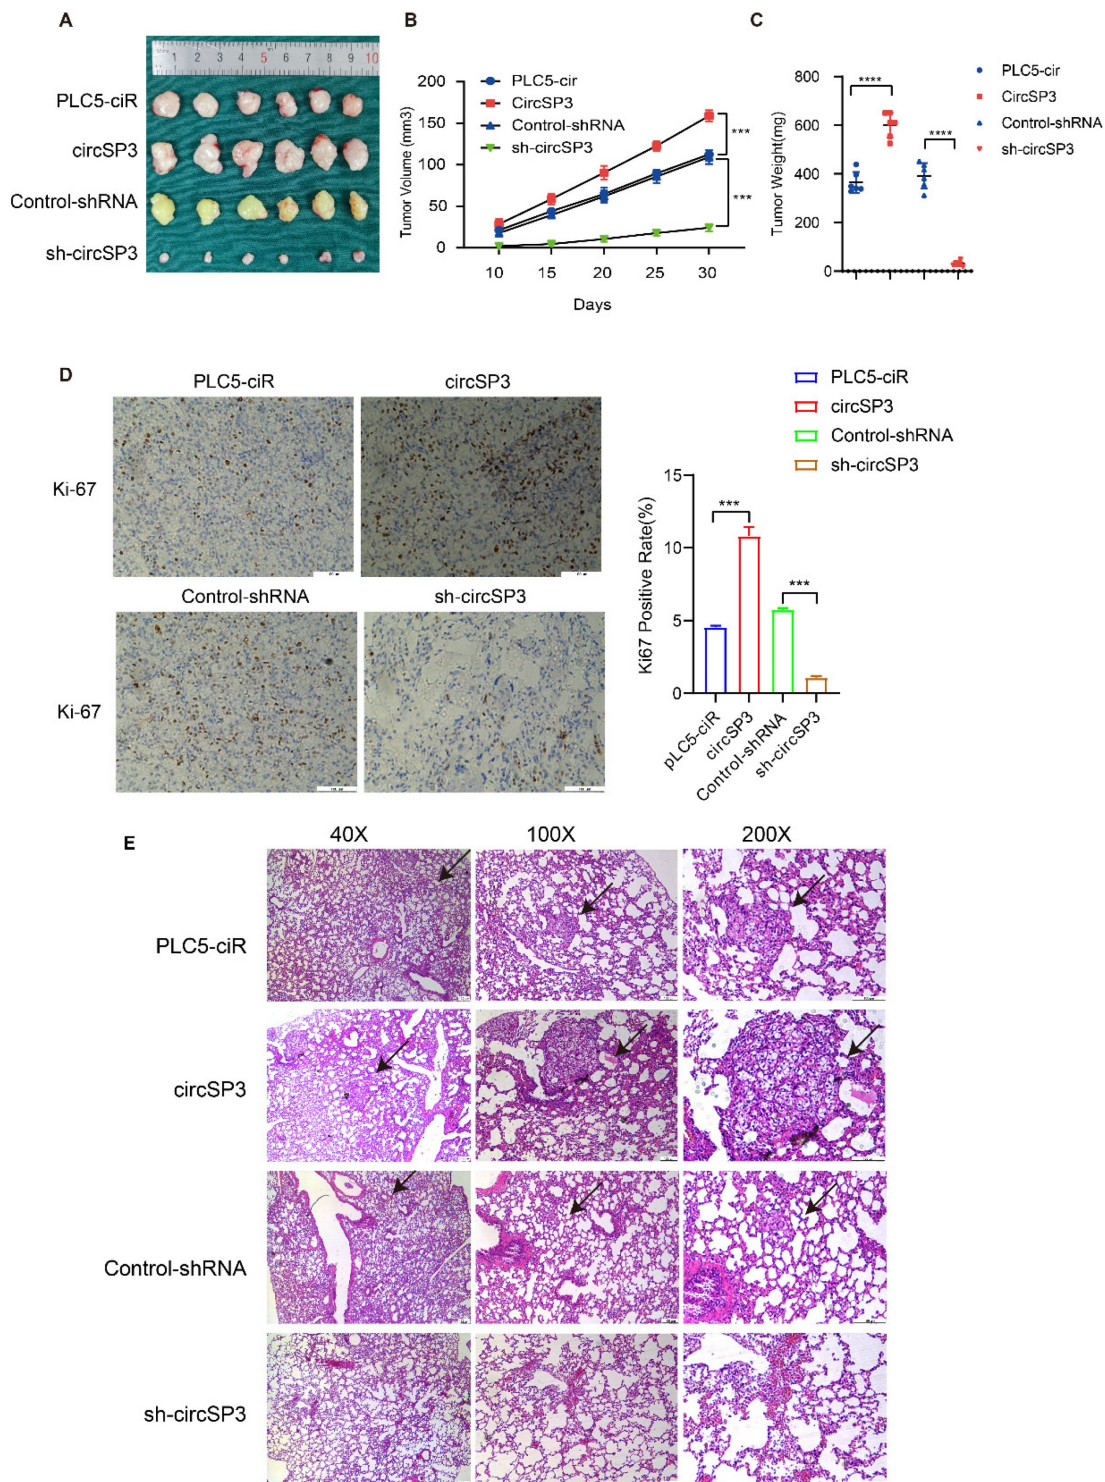 A
1 2 3 4 5 6 7 8 9 10
PLC5-ciR
circSP3
Control-shRNA
sh-circSP3
B
PLC5-cir
CircSP3
Control-shRNA
sh-circSP3
Tumor Volume (mm3)
200
150
100
50
0
10 15 20 25 30
Days
***
***
C
Tumor Weight(mg)
800
600
400
200
0
****
****
PLC5-cir
CircSP3
Control-shRNA
sh-circSP3
D
PLC5-ciR circSP3
Ki-67
Control-shRNA sh-circSP3
Ki-67
PLC5-ciR
circSP3
Control-shRNA
sh-circSP3
Ki67 Positive Rate(%)
15
10
5
0
***
***
pLC5-ciR
circSP3
Control-shRNA
sh-circSP3
E
40X 100X 200X
PLC5-ciR
circSP3
Control-shRNA
sh-circSP3